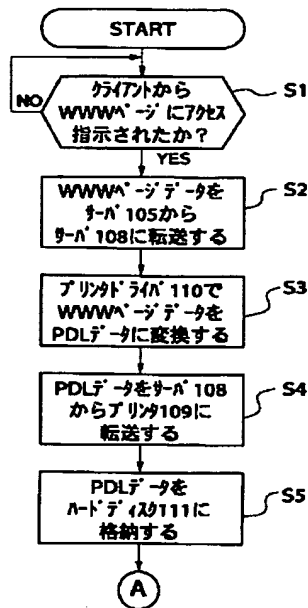 START
クライアントから
WWWページにアクセス
指示されたか?
S1
NO
YES
WWWページデータを
サーバ105から
サーバ108に転送する
S2
プリンタドライバ110で
WWWページデータを
PDLデータに変換する
S3
PDLデータをサーバ108
からプリンタ109に
転送する
S4
PDLデータを
ハードディスク111に
格納する
S5
A